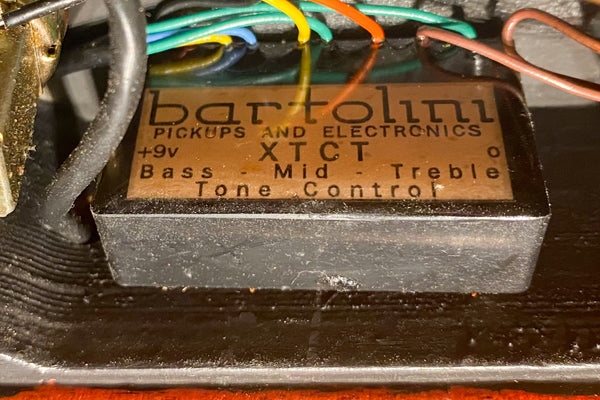 bartolini
PICKUPS AND ELECTRONICS
+9v XTCT o
Bass - Mid - Treble
Tone Control